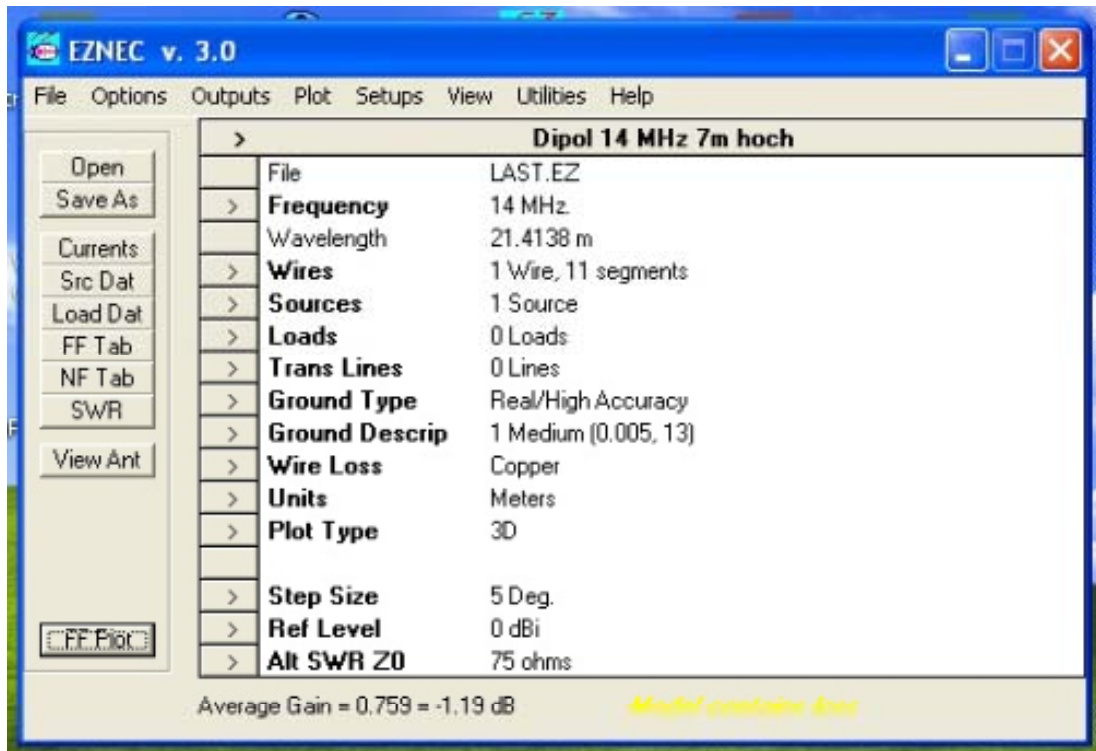 EZNEC v. 3.0
File Options Outputs Plot Setups View Utilities Help
> Dipol 14 MHz 7m hoch
Open
Save As
Currents
Src Dat
Load Dat
FF Tab
NF Tab
SWR
View Ant
FF Plot
File LAST.EZ
> Frequency 14 MHz.
Wavelength 21.4138 m
> Wires 1 Wire, 11 segments
> Sources 1 Source
> Loads 0 Loads
> Trans Lines 0 Lines
> Ground Type Real/High Accuracy
> Ground Descrip 1 Medium (0.005, 13)
> Wire Loss Copper
> Units Meters
> Plot Type 3D
> Step Size 5 Deg.
> Ref Level 0 dBi
> Alt SWR Z0 75 ohms
Average Gain = 0.759 = -1.19 dB
Model contains loss